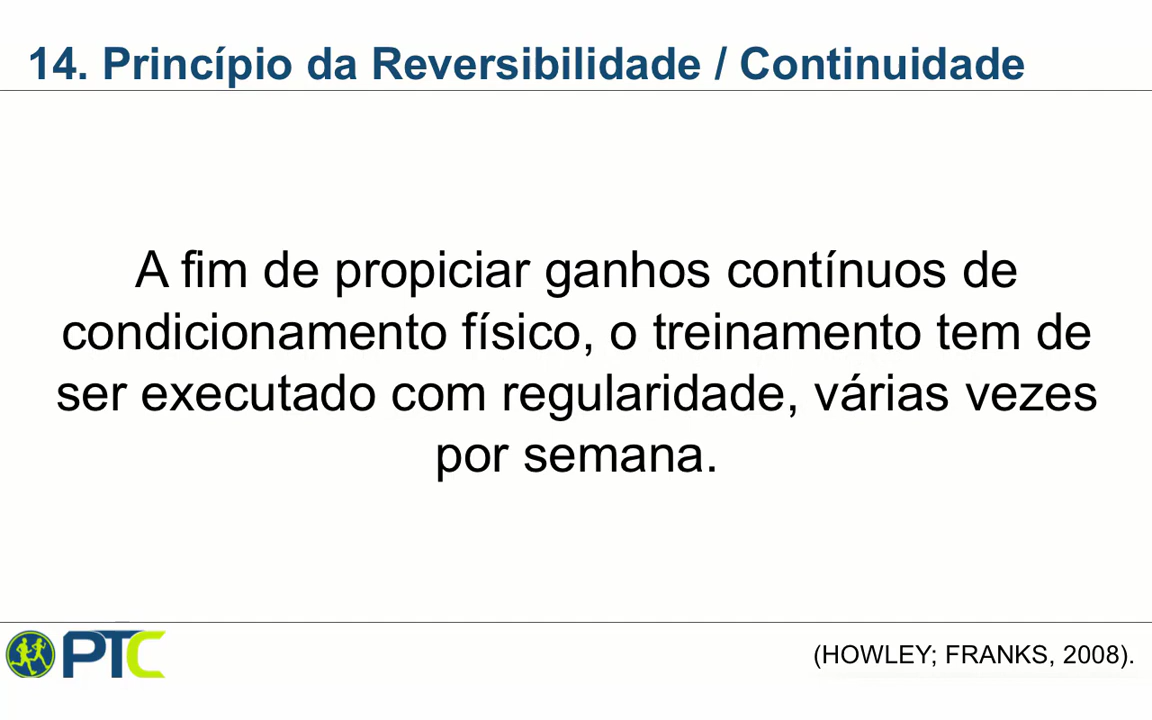 14. Princípio da Reversibilidade / Continuidade
A fim de propiciar ganhos contínuos de
condicionamento físico, o treinamento tem de
ser executado com regularidade, várias vezes
por semana.
PTC
(HOWLEY; FRANKS, 2008).